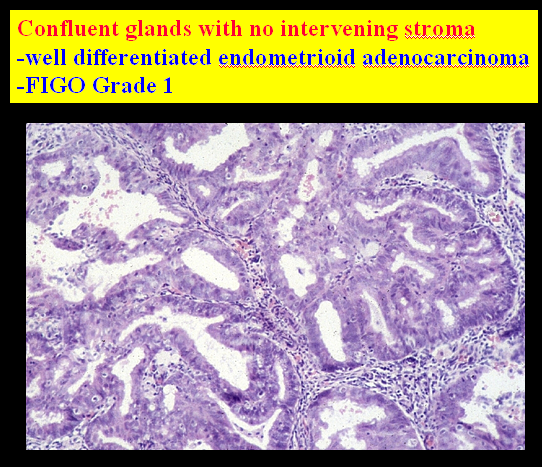 Confluent glands with no intervening stroma
-well differentiated endometrioid adenocarcinoma
-FIGO Grade 1